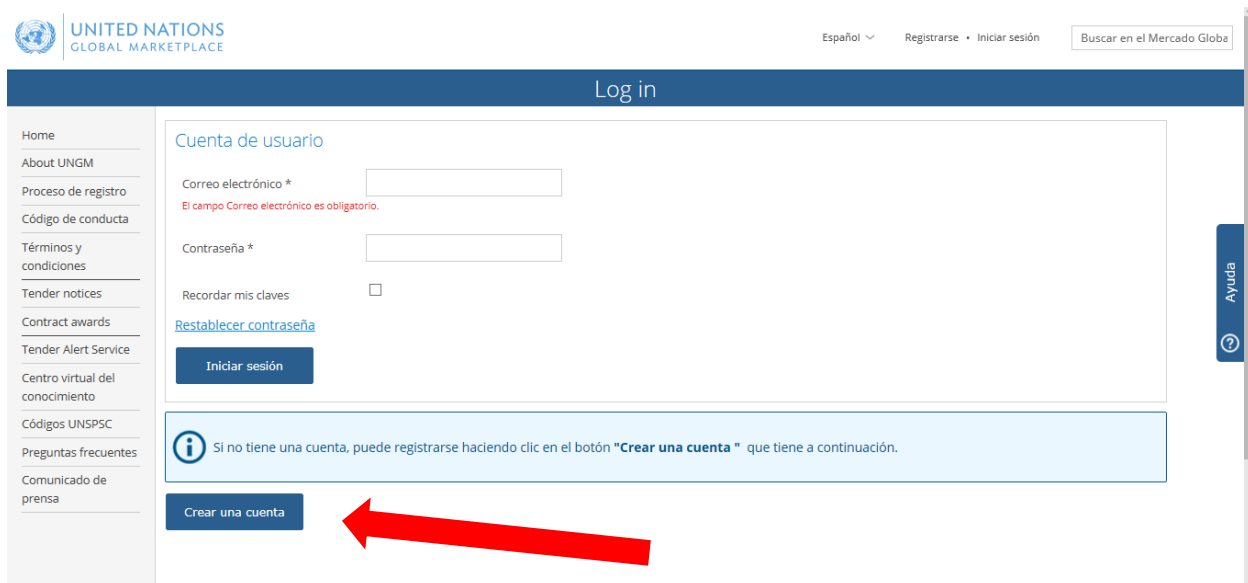 UNITED NATIONS
GLOBAL MARKETPLACE
Español
Registrarse • Iniciar sesión
Buscar en el Mercado Globa
Log in
Home
About UNGM
Proceso de registro
Código de conducta
Términos y
condiciones
Tender notices
Contract awards
Tender Alert Service
Centro virtual del
conocimiento
Códigos UNSPSC
Preguntas frecuentes
Comunicado de
prensa
Cuenta de usuario
Correo electrónico *
El campo Correo electrónico es obligatorio.
Contraseña *
Recordar mis claves
Restablecer contraseña
Iniciar sesión
Si no tiene una cuenta, puede registrarse haciendo clic en el botón "Crear una cuenta " que tiene a continuación.
Crear una cuenta
Ayuda
?